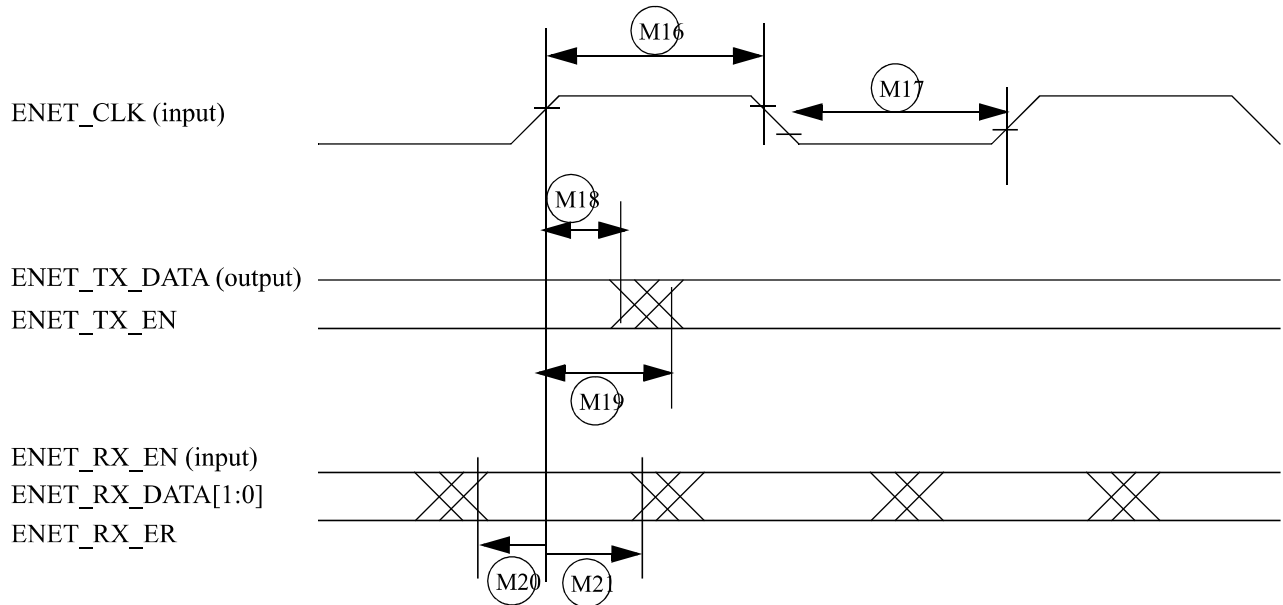 M16
M17
ENET_CLK (input)
M18
ENET_TX_DATA (output)
ENET_TX_EN
M19
ENET_RX_EN (input)
ENET_RX_DATA[1:0]
ENET_RX_ER
M20
M21